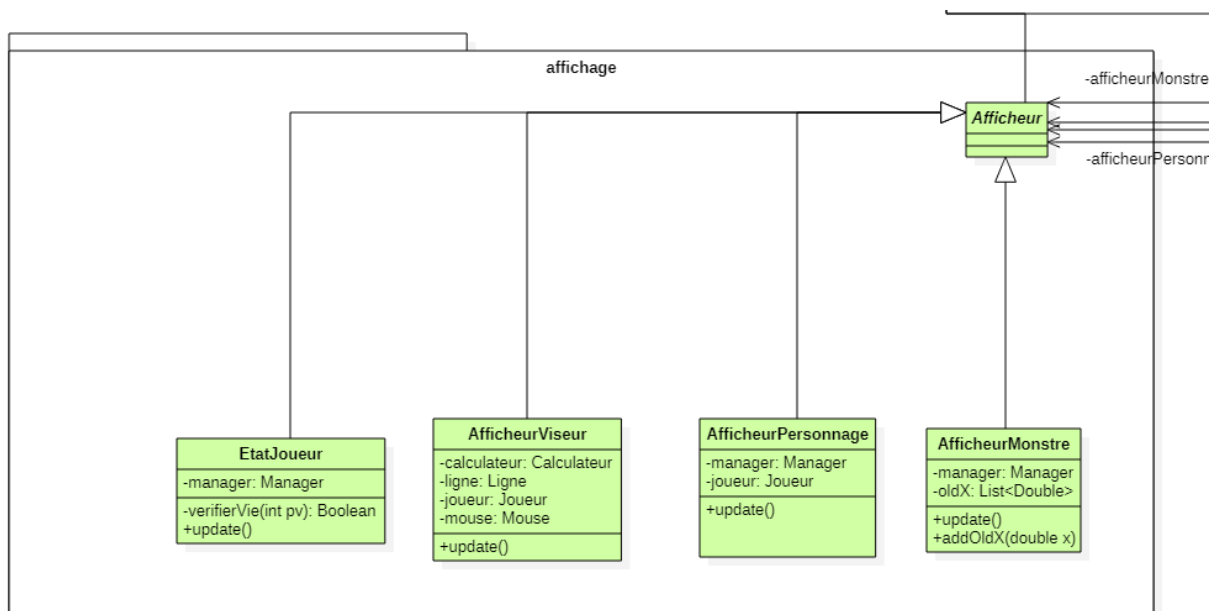 affichage
-afficheurMonstre
Afficheur
-afficheurPersonn
EtatJoueur
-manager: Manager
-verifierVie(int pv): Boolean
+update()
AfficheurViseur
-calculateur: Calculateur
-ligne: Ligne
-joueur: Joueur
-mouse: Mouse
+update()
AfficheurPersonnage
-manager: Manager
-joueur: Joueur
+update()
AfficheurMonstre
-manager: Manager
-oldX: List<Double>
+update()
+addOldX(double x)